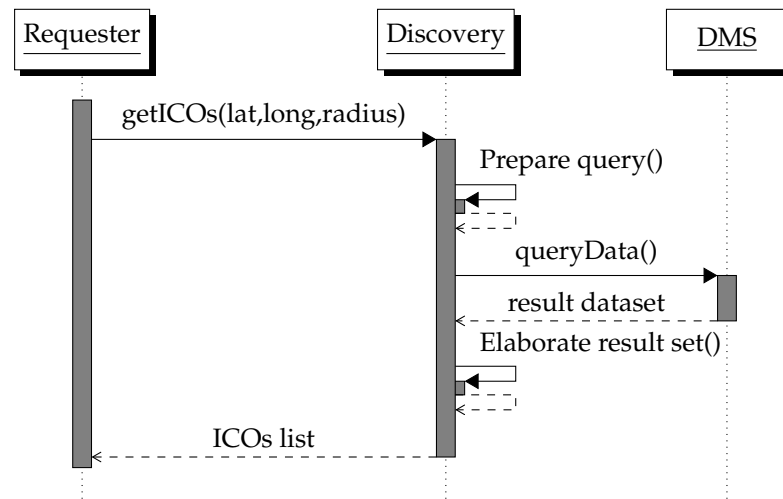 Requester
Discovery
DMS
getICOs(lat,long,radius)
Prepare query()
queryData()
result dataset
Elaborate result set()
ICOs list